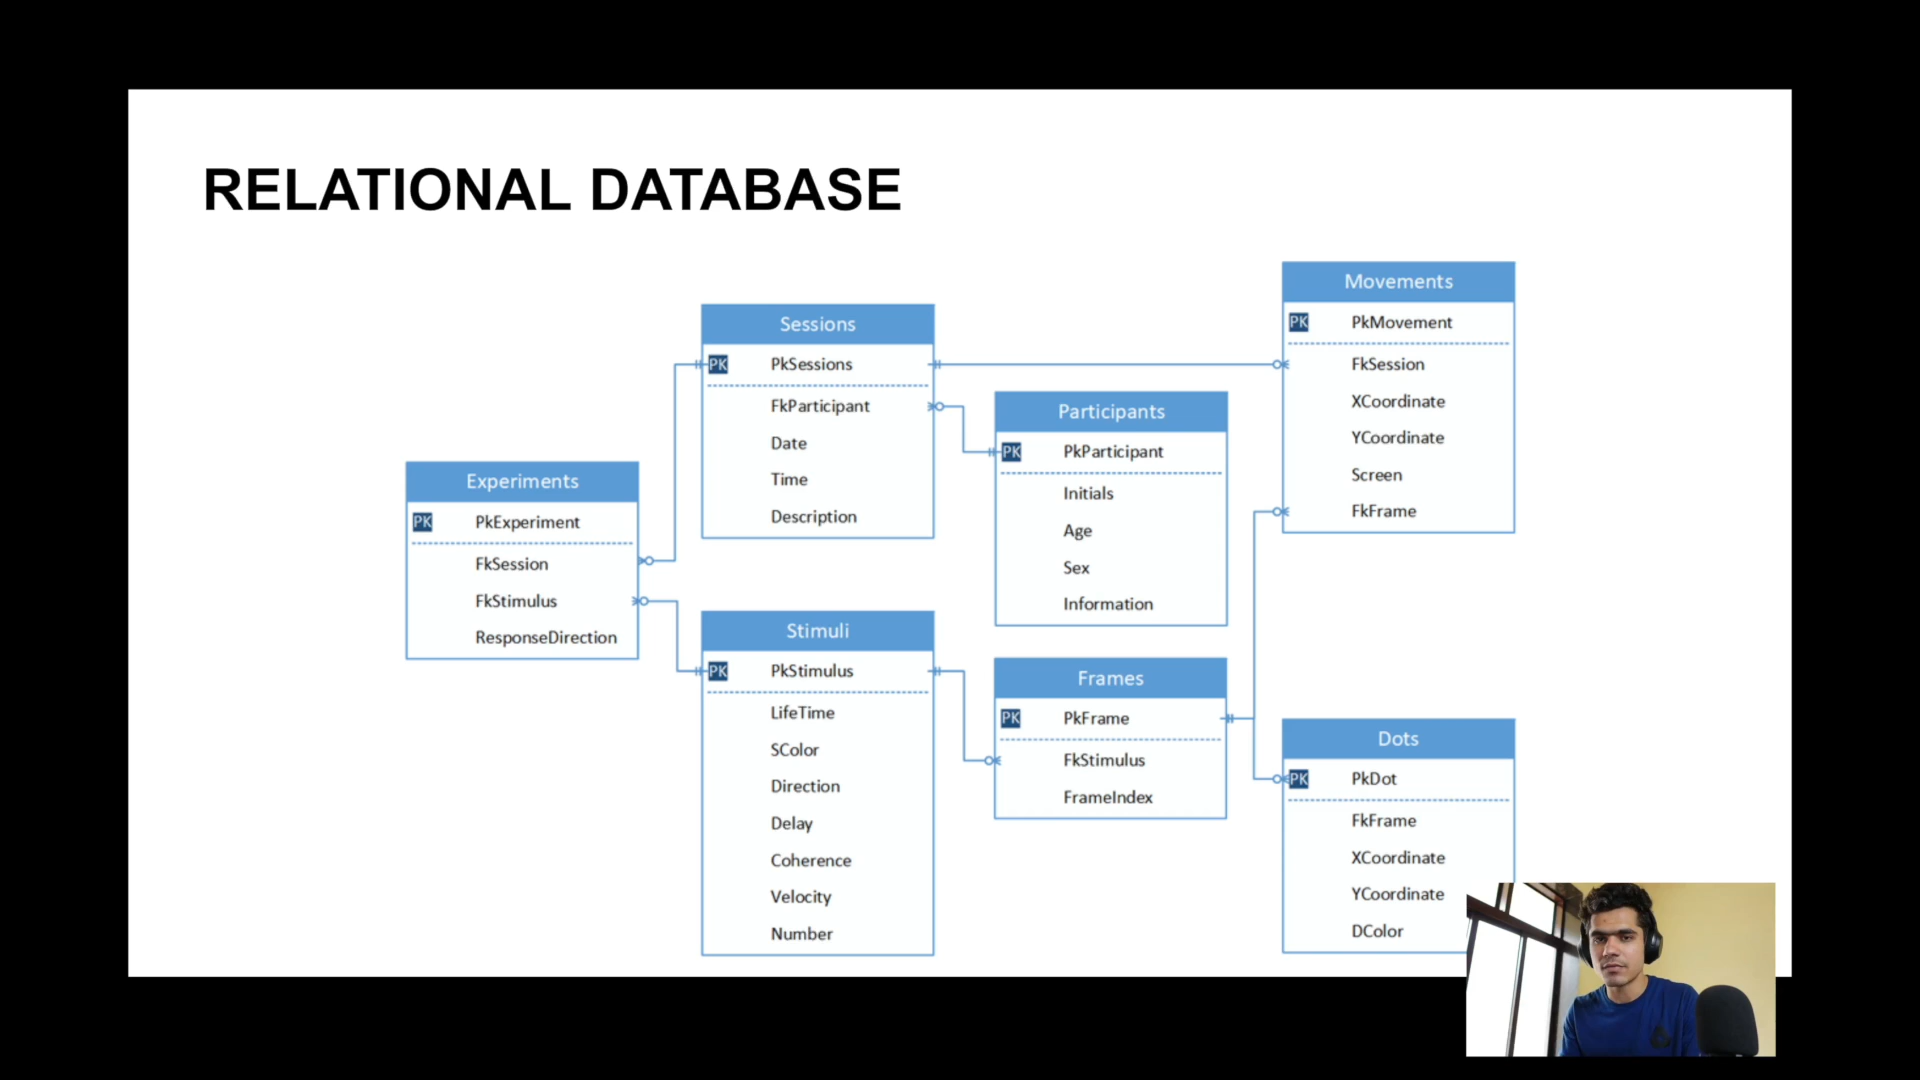 RELATIONAL DATABASE
Experiments
PK PkExperiment
FkSession
FkStimulus
ResponseDirection
Sessions
PK PkSessions
FkParticipant
Date
Time
Description
Stimuli
PK PkStimulus
LifeTime
SColor
Direction
Delay
Coherence
Velocity
Number
Participants
PK PkParticipant
Initials
Age
Sex
Information
Frames
PK PkFrame
FkStimulus
FrameIndex
Movements
PK PkMovement
FkSession
XCoordinate
YCoordinate
Screen
FkFrame
Dots
PK PkDot
FkFrame
XCoordinate
YCoordinate
DColor